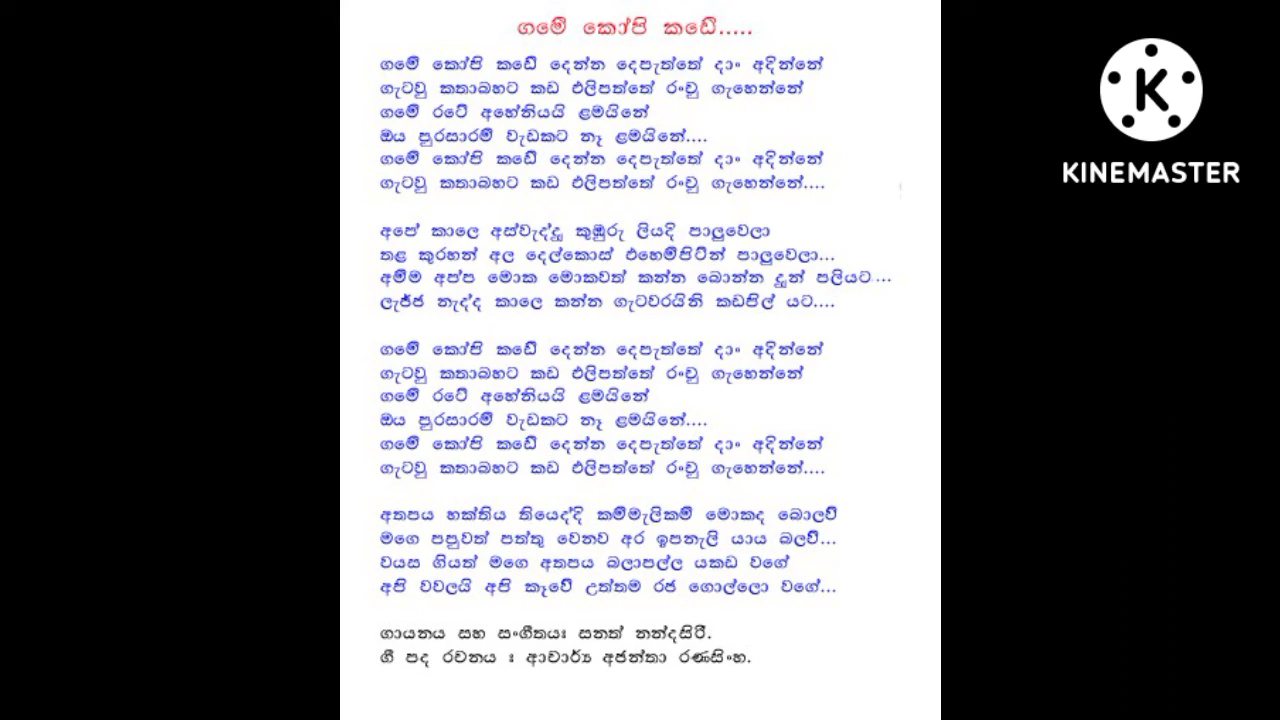 ගමේ කෝපි කඩේ.....
ගමේ කෝපි කඩේ දෙන්න දෙපැත්තේ දාං අදින්නේ
ගැටවු කතාබහට කඩ එලිපත්තේ රංචු ගැහෙන්නේ
ගමේ රටේ අහේනියයි ළමයිනේ
ඔය පුරසාරම් වැඩකට නෑ ළමයිනේ....
ගමේ කෝපි කඩේ දෙන්න දෙපැත්තේ දාං අදින්නේ
ගැටවු කතාබහට කඩ එලිපත්තේ රංචු ගැහෙන්නේ....
අපේ කාලෙ අස්වැද්දු කුඹුරු ලියදි පාලුවෙලා
තළ කුරහන් අල දෙල්කොස් එහෙම්පිටින් පාලුවෙලා...
අම්ම අප්ප මොක මොකවත් කන්න බොන්න දුන් පලියට...
ලැජ්ජ නැද්ද කාලෙ කන්න ගැටවරයිනි කඩපිල් යට....
ගමේ කෝපි කඩේ දෙන්න දෙපැත්තේ දාං අදින්නේ
ගැටවු කතාබහට කඩ එලිපත්තේ රංචු ගැහෙන්නේ
ගමේ රටේ අහේනියයි ළමයිනේ
ඔය පුරසාරම් වැඩකට නෑ ළමයිනේ....
ගමේ කෝපි කඩේ දෙන්න දෙපැත්තේ දාං අදින්නේ
ගැටවු කතාබහට කඩ එලිපත්තේ රංචු ගැහෙන්නේ....
අතපය හක්තිය තියෙද්දි කම්මැලිකම් මොකද බොලව්
මගෙ පපුවත් පත්තු වෙනව අර ඉපනැලි යාය බලව්...
වයස ගියත් මගෙ අතපය බලාපල්ල යකඩ වගේ
අපි වවලයි අපි කෑවේ උත්තම රජ ගොල්ලො වගේ...
ගායනය සහ සංගීතයඃ සනත් නන්දසිරි.
ගී පද රචනය ඃ ආචාර්ය අජන්තා රණසිංහ.
KINEMASTER